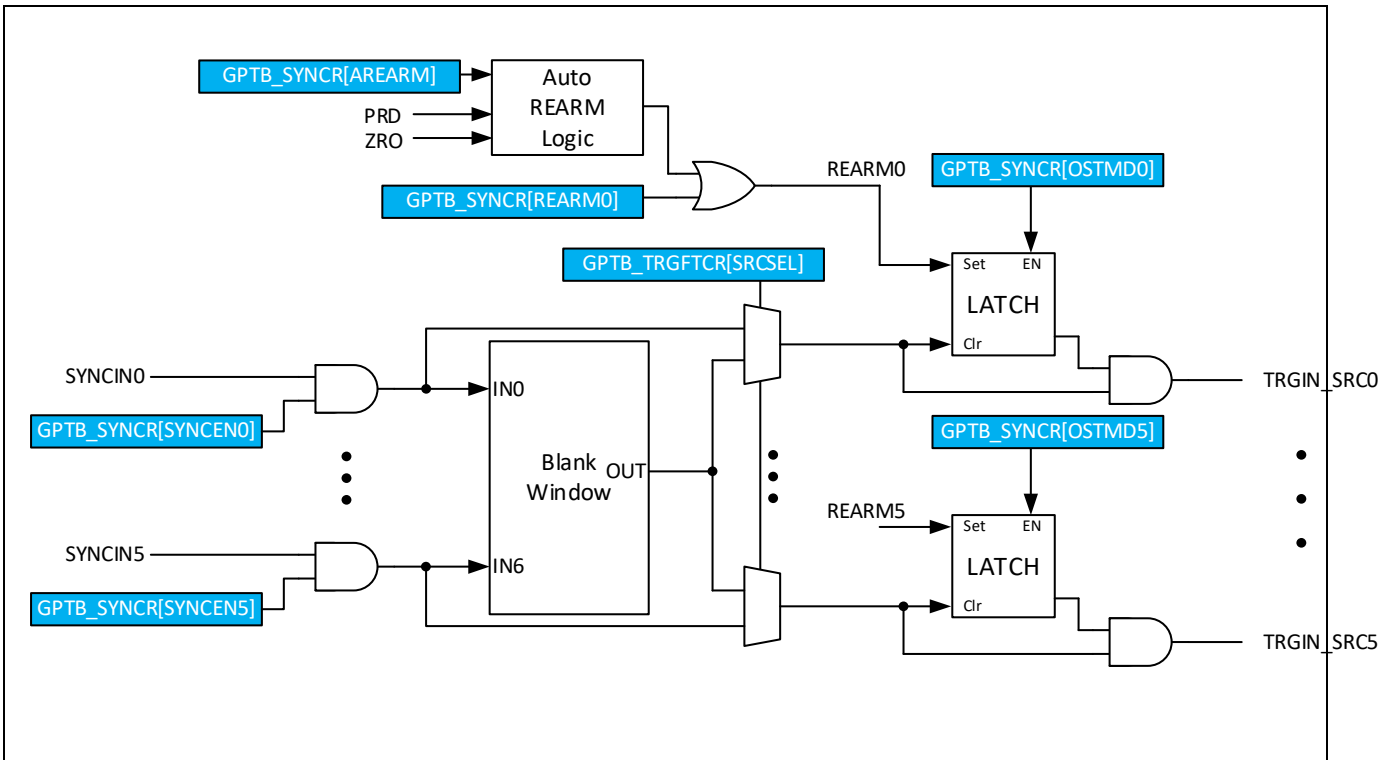 GPTB_SYNCR[AREARM]
Auto
REARM
Logic
PRD
ZRO
GPTB_SYNCR[REARM0]
REARM0
GPTB_SYNCR[OSTMD0]
GPTB_TRGFTCR[SRCSEL]
Set EN
LATCH
Clr
SYNCIN0
GPTB_SYNCR[SYNCEN0]
IN0
Blank
Window
OUT
IN6
TRGIN_SRC0
GPTB_SYNCR[OSTMD5]
REARM5
Set EN
LATCH
Clr
SYNCIN5
GPTB_SYNCR[SYNCEN5]
TRGIN_SRC5